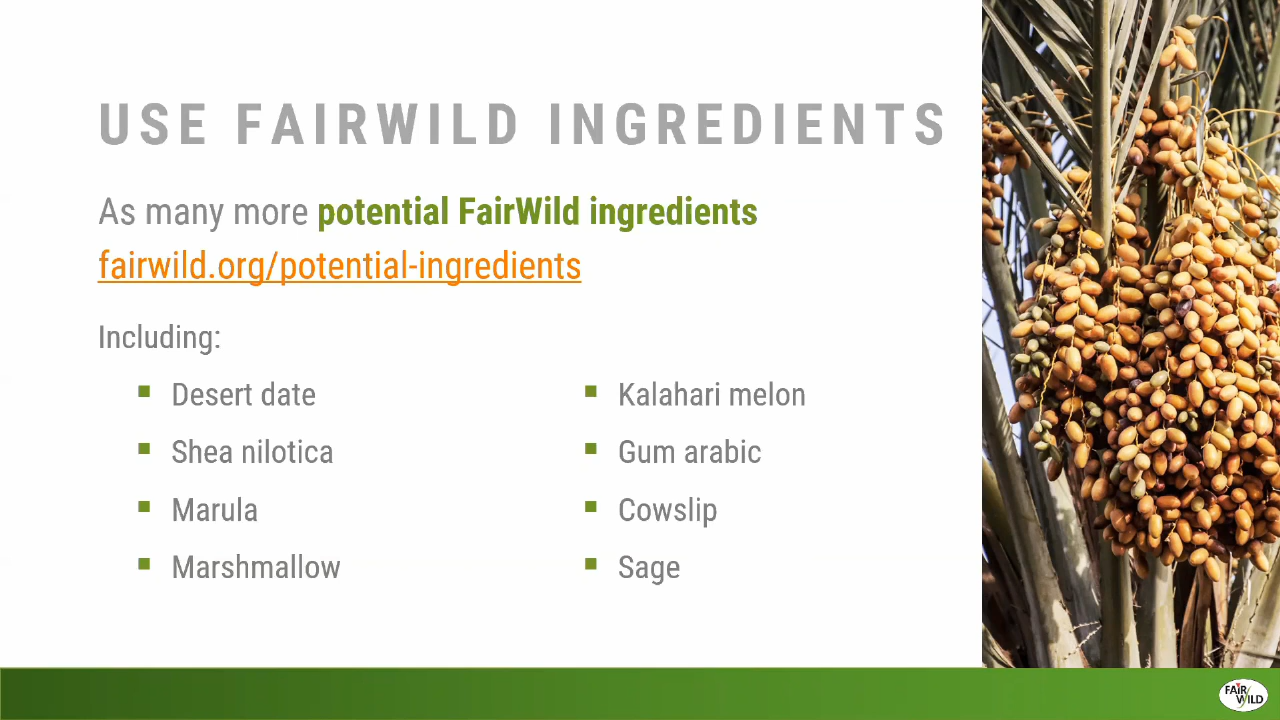 USE FAIRWILD INGREDIENTS
As many more potential FairWild ingredients
fairwild.org/potential-ingredients
Including:
Desert date
Shea nilotica
Marula
Marshmallow
Kalahari melon
Gum arabic
Cowslip
Sage
FAIR
WILD